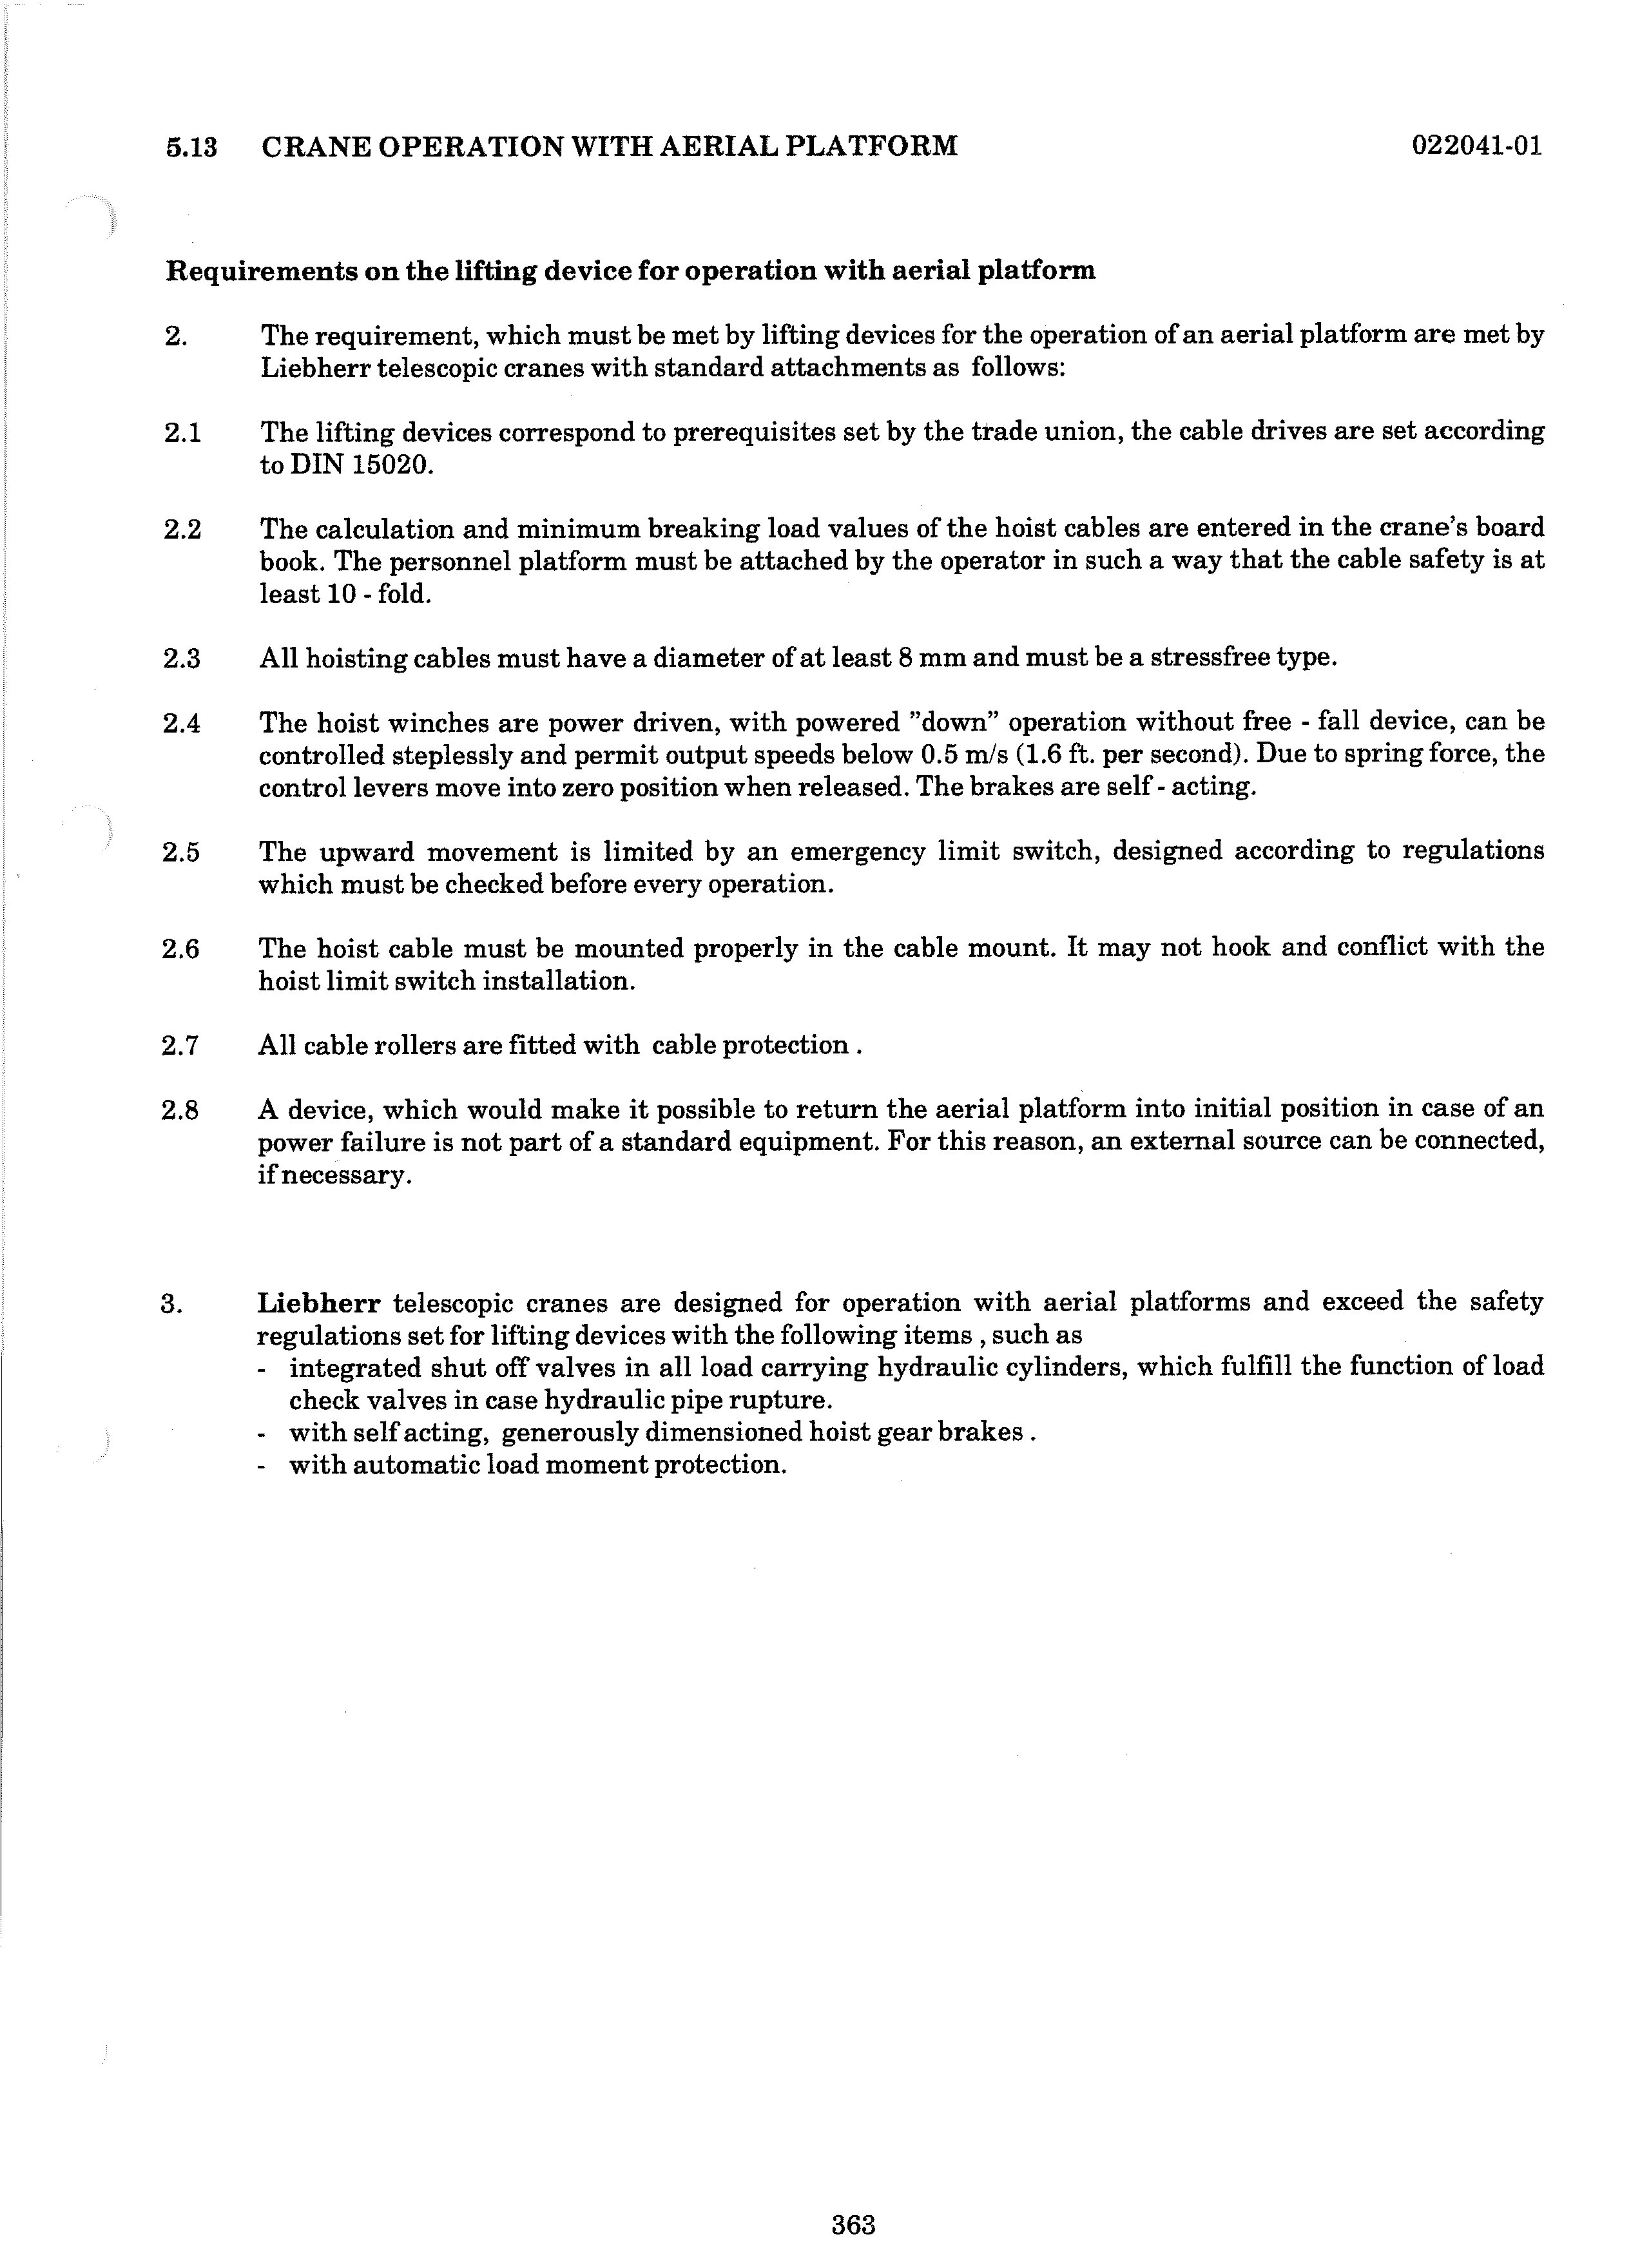 5.13 CRANE OPERATION WITH AERIAL PLATFORM 022041-01
Requirements on the lifting device for operation with aerial platform
2. The requirement, which must be met by lifting devices for the operation of an aerial platform are met by
Liebherr telescopic cranes with standard attachments as follows:
2.1 The lifting devices correspond to prerequisites set by the trade union, the cable drives are set according
to DIN 15020.
2.2 The calculation and minimum breaking load values of the hoist cables are entered in the crane's board
book. The personnel platform must be attached by the operator in such a way that the cable safety is at
least 10 - fold.
2.3 All hoisting cables must have a diameter of at least 8 mm and must be a stressfree type.
2.4 The hoist winches are power driven, with powered ”down” operation without free - fall device, can be
controlled steplessly and permit output speeds below 0.5 m/s (1.6 ft. per second). Due to spring force, the
control levers move into zero position when released. The brakes are self - acting.
2.5 The upward movement is limited by an emergency limit switch, designed according to regulations
which must be checked before every operation.
2.6 The hoist cable must be mounted properly in the cable mount. It may not hook and conflict with the
hoist limit switch installation.
2.7 All cable rollers are fitted with cable protection .
2.8 A device, which would make it possible to return the aerial platform into initial position in case of an
power failure is not part of a standard equipment. For this reason, an external source can be connected,
if necessary.
3. Liebherr telescopic cranes are designed for operation with aerial platforms and exceed the safety
regulations set for lifting devices with the following items , such as
- integrated shut off valves in all load carrying hydraulic cylinders, which fulfill the function of load
check valves in case hydraulic pipe rupture.
- with self acting, generously dimensioned hoist gear brakes .
- with automatic load moment protection.
363